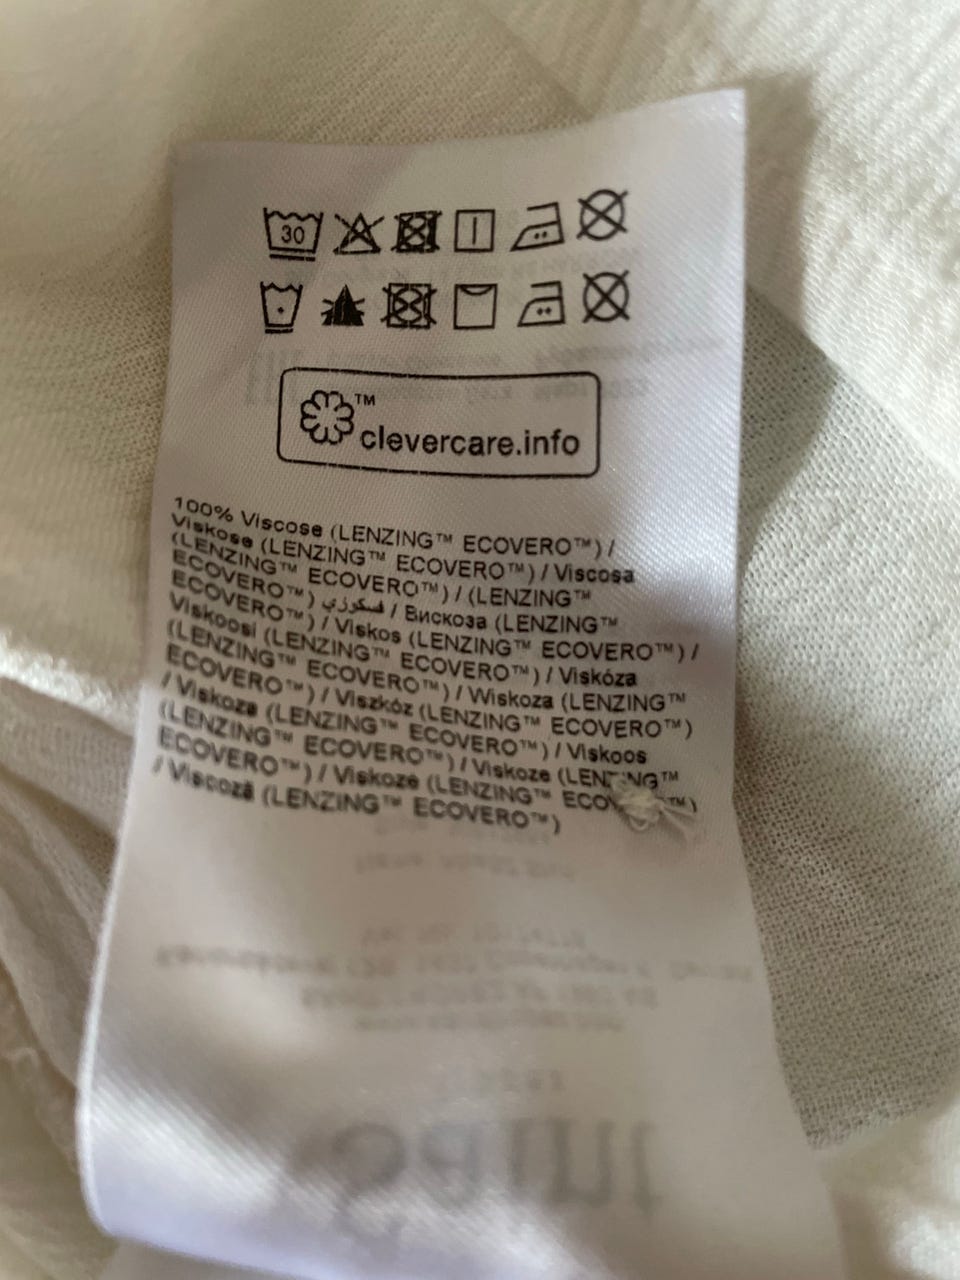 30
™
clevercare.info
100% Viscose (LENZING™ ECOVERO™) /
Viskose (LENZING™ ECOVERO™) / Viscosa
(LENZING™ ECOVERO™) / (LENZING™
ECOVERO™) فسكوزي / Вискоза (LENZING™
ECOVERO™) / Viskos (LENZING™ ECOVERO™) /
Viskoosi (LENZING™ ECOVERO™) / Viskóza
(LENZING™ ECOVERO™) / Wiskoza (LENZING™
ECOVERO™) / Viszkóz (LENZING™ ECOVERO™)
/ Viskoza (LENZING™ ECOVERO™) / Viskoos
(LENZING™ ECOVERO™) / Viskoze (LENZING™
ECOVERO™) / Viskoze (LENZING™ ECOVERO™)
/ Viscoză (LENZING™ ECOVERO™)